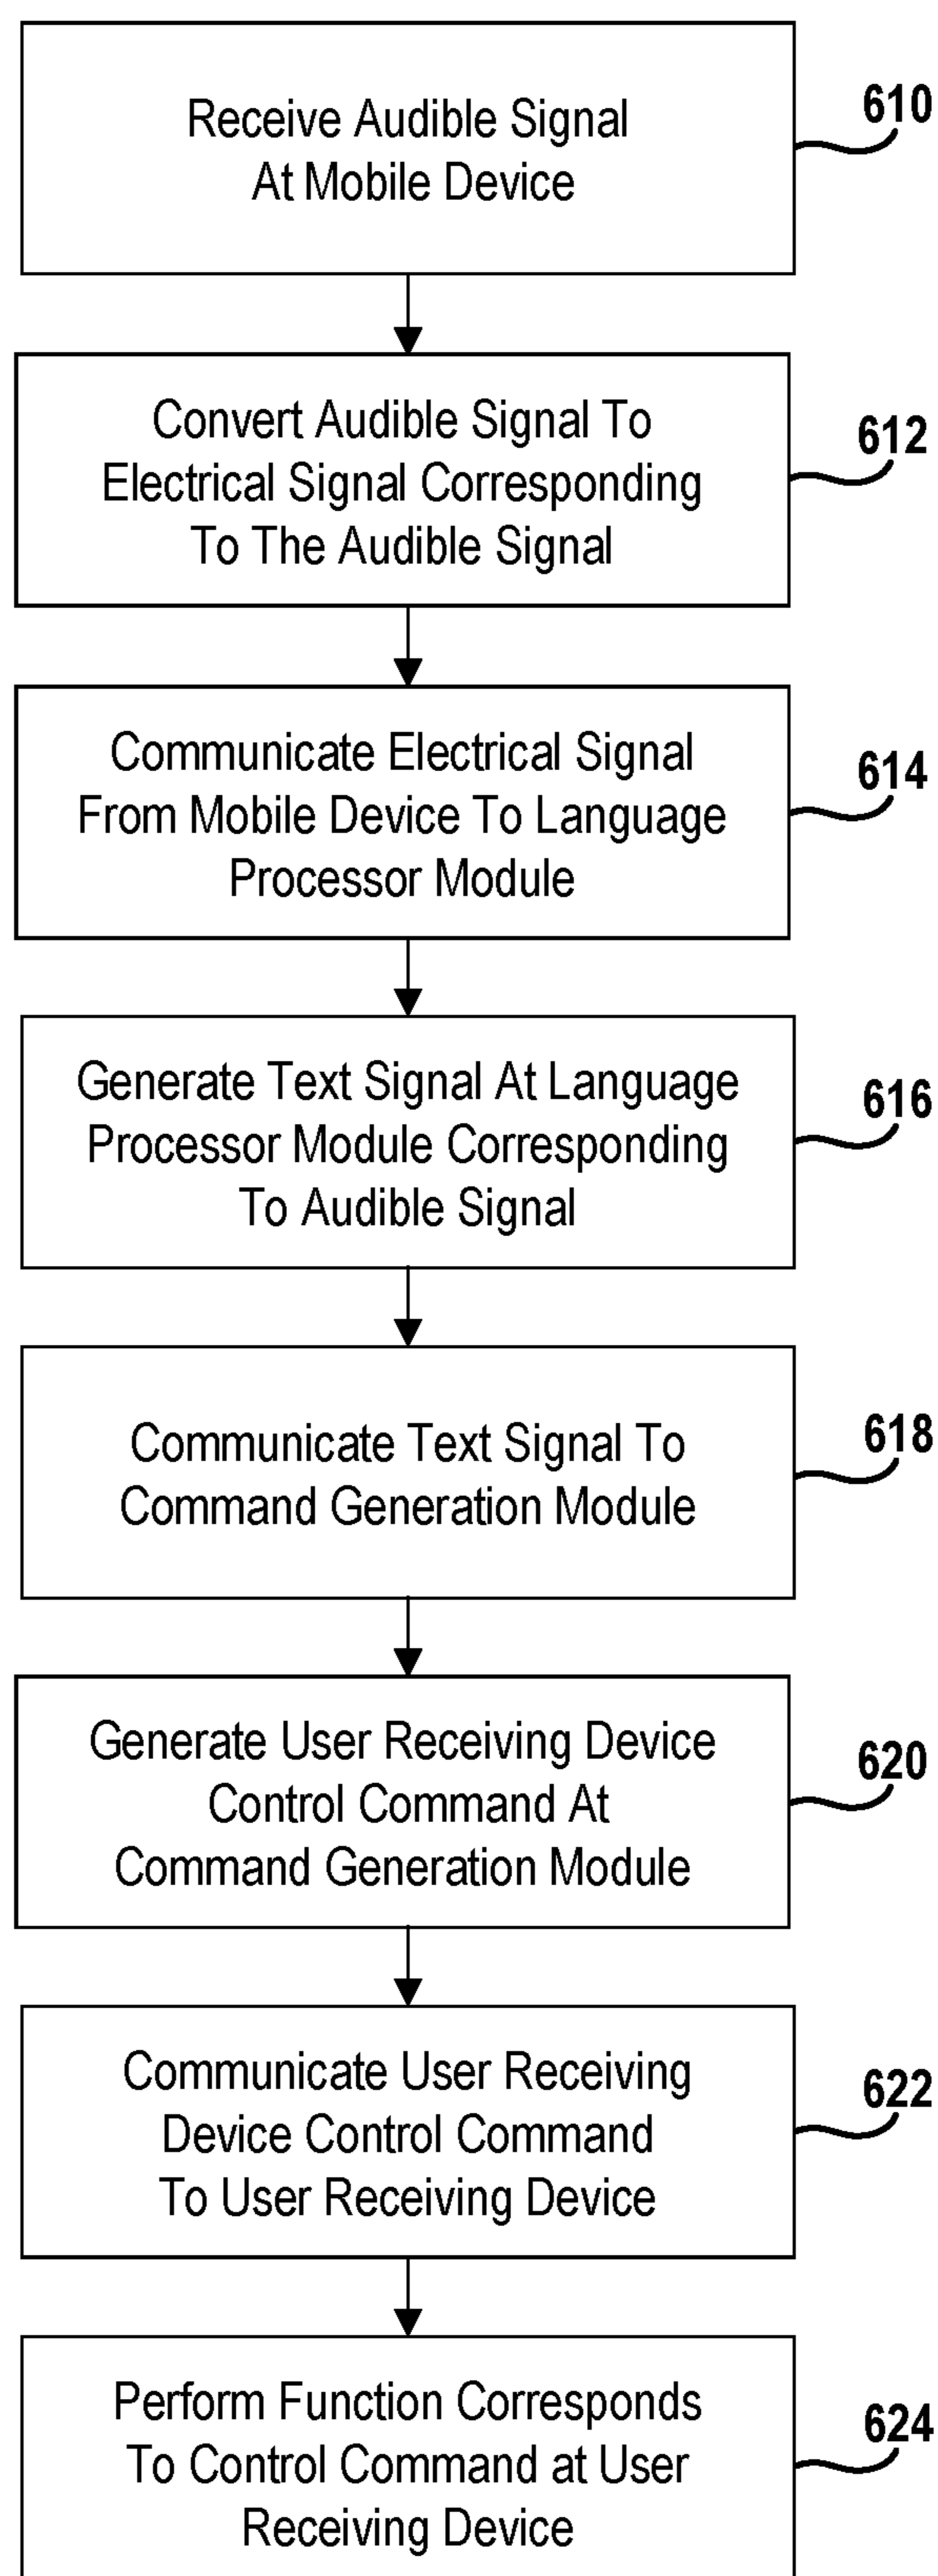 Receive Audible Signal
At Mobile Device
610
Convert Audible Signal To
Electrical Signal Corresponding
To The Audible Signal
612
Communicate Electrical Signal
From Mobile Device To Language
Processor Module
614
Generate Text Signal At Language
Processor Module Corresponding
To Audible Signal
616
Communicate Text Signal To
Command Generation Module
618
Generate User Receiving Device
Control Command At
Command Generation Module
620
Communicate User Receiving
Device Control Command
To User Receiving Device
622
Perform Function Corresponds
To Control Command at User
Receiving Device
624